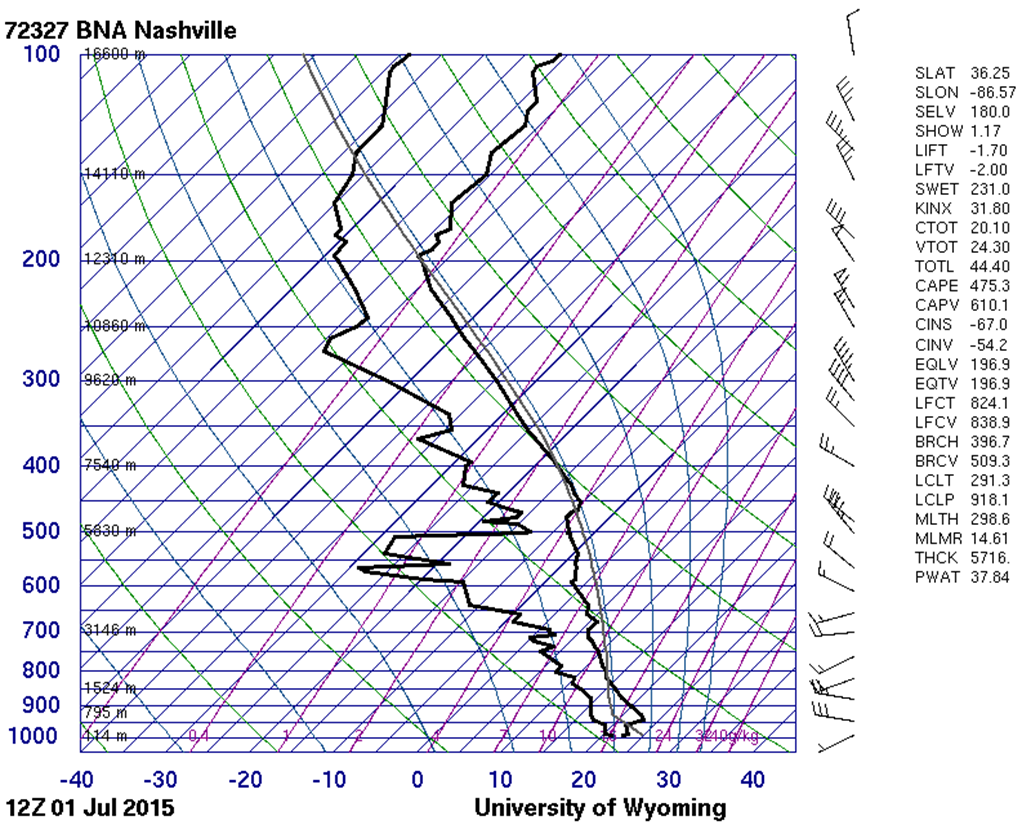 72327 BNA Nashville
100 16600 m
14110 m
200 12310 m
10860 m
300 9620 m
400 7540 m
500 5830 m
600
700 3146 m
800
1524 m
900
795 m
1000 114 m 0.4 1 2 4 7 10 24 32 40g/kg
-40 -30 -20 -10 0 10 20 30 40
12Z 01 Jul 2015 University of Wyoming
SLAT 36.25
SLON -86.57
SELV 180.0
SHOW 1.17
LIFT -1.70
LFTV -2.00
SWET 231.0
KINX 31.80
CTOT 20.10
VTOT 24.30
TOTL 44.40
CAPE 475.3
CAPV 610.1
CINS -67.0
CINV -54.2
EQLV 196.9
EQTV 196.9
LFCT 824.1
LFCV 838.9
BRCH 396.7
BRCV 509.3
LCLT 291.3
LCLP 918.1
MLTH 298.6
MLMR 14.61
THCK 5716.
PWAT 37.84